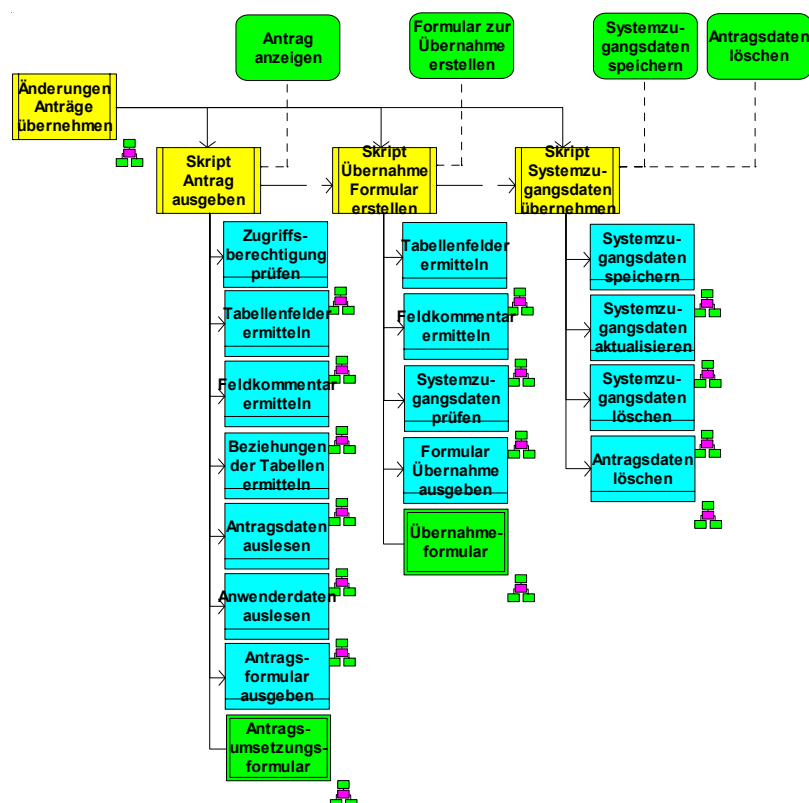 Antrag
anzeigen
Formular zur
Übernahme
erstellen
Systemzu-
gangsdaten
speichern
Antragsdaten
löschen
Änderungen
Anträge
übernehmen
Skript
Antrag
ausgeben
Skript
Übernahme
Formular
erstellen
Skript
Systemzu-
gangsdaten
übernehmen
Zugriffs-
berechtigung
prüfen
Tabellenfelder
ermitteln
Feldkommentar
ermitteln
Beziehungen
der Tabellen
ermitteln
Antragsdaten
auslesen
Anwenderdaten
auslesen
Antrags-
formular
ausgeben
Antrags-
umsetzungs-
formular
Tabellenfelder
ermitteln
Feldkommentar
ermitteln
Systemzu-
gangsdaten
prüfen
Formular
Übernahme
ausgeben
Übernahme-
formular
Systemzu-
gangsdaten
speichern
Systemzu-
gangsdaten
aktualisieren
Systemzu-
gangsdaten
löschen
Antragsdaten
löschen